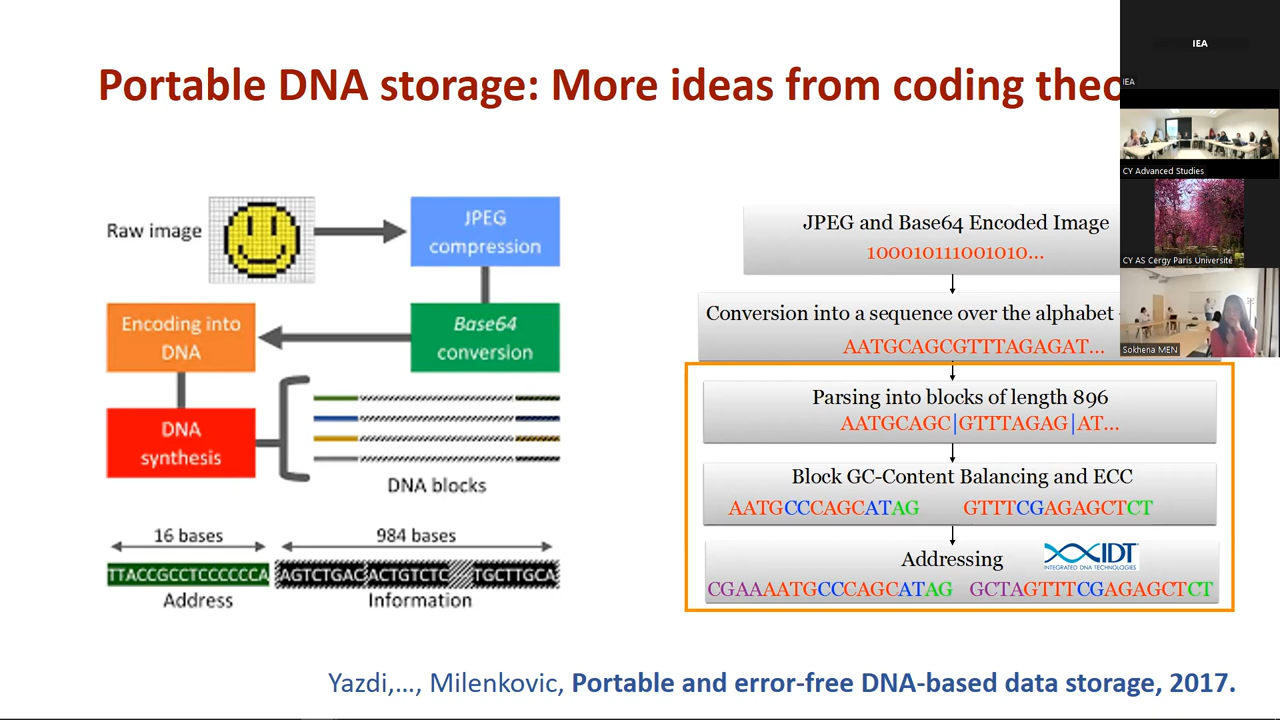 Portable DNA storage: More ideas from coding theo
IEA
IEA
CY Advanced Studies
CY AS Cergy Paris Université
Sokhena MEN
Raw image
JPEG
compression
Encoding into
DNA
Base64
conversion
DNA
synthesis
DNA blocks
16 bases
984 bases
TTACCGCCTCCCCCCA
AGTCTGAC ACTGTCTC TGCTTGCA
Address
Information
JPEG and Base64 Encoded Image
100010111001010...
Conversion into a sequence over the alphabet
AATGCAGCGTTTAGAGAT...
Parsing into blocks of length 896
AATGCAGC|GTTTAGAG|AT...
Block GC-Content Balancing and ECC
AATGCCCAGCATAG GTTTCGAGAGCTCT
Addressing
IDT
INTEGRATED DNA TECHNOLOGIES
CGAAAATGCCCAGCATAG GCTAGTTTCGAGAGCTCT
Yazdi,..., Milenkovic, Portable and error-free DNA-based data storage, 2017.